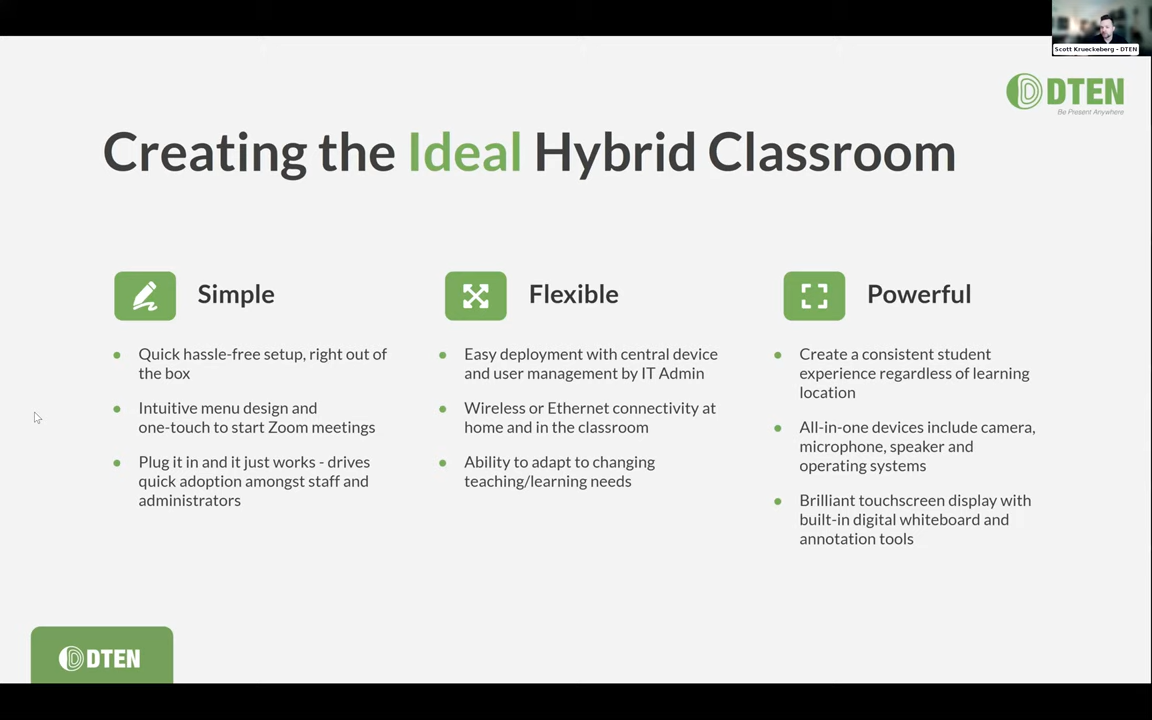 Scott Krueckeberg - DTEN
DTEN
Be Present Anywhere
Creating the Ideal Hybrid Classroom
Simple
● Quick hassle-free setup, right out of
the box
● Intuitive menu design and
one-touch to start Zoom meetings
● Plug it in and it just works - drives
quick adoption amongst staff and
administrators
Flexible
● Easy deployment with central device
and user management by IT Admin
● Wireless or Ethernet connectivity at
home and in the classroom
● Ability to adapt to changing
teaching/learning needs
Powerful
● Create a consistent student
experience regardless of learning
location
● All-in-one devices include camera,
microphone, speaker and
operating systems
● Brilliant touchscreen display with
built-in digital whiteboard and
annotation tools
DTEN